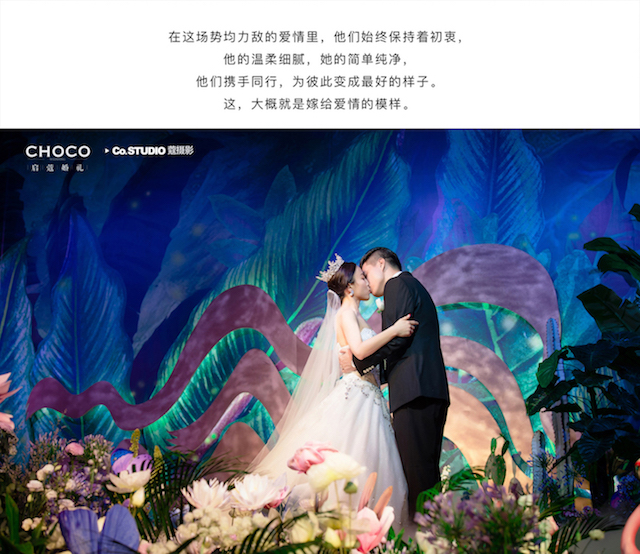 在这场势均力敌的爱情里，他们始终保持着初衷，
他的温柔细腻，她的简单纯净，
他们携手同行，为彼此变成最好的样子。
这，大概就是嫁给爱情的模样。
CHOCO Co.STUDIO 蔻摄影
启蔻婚礼